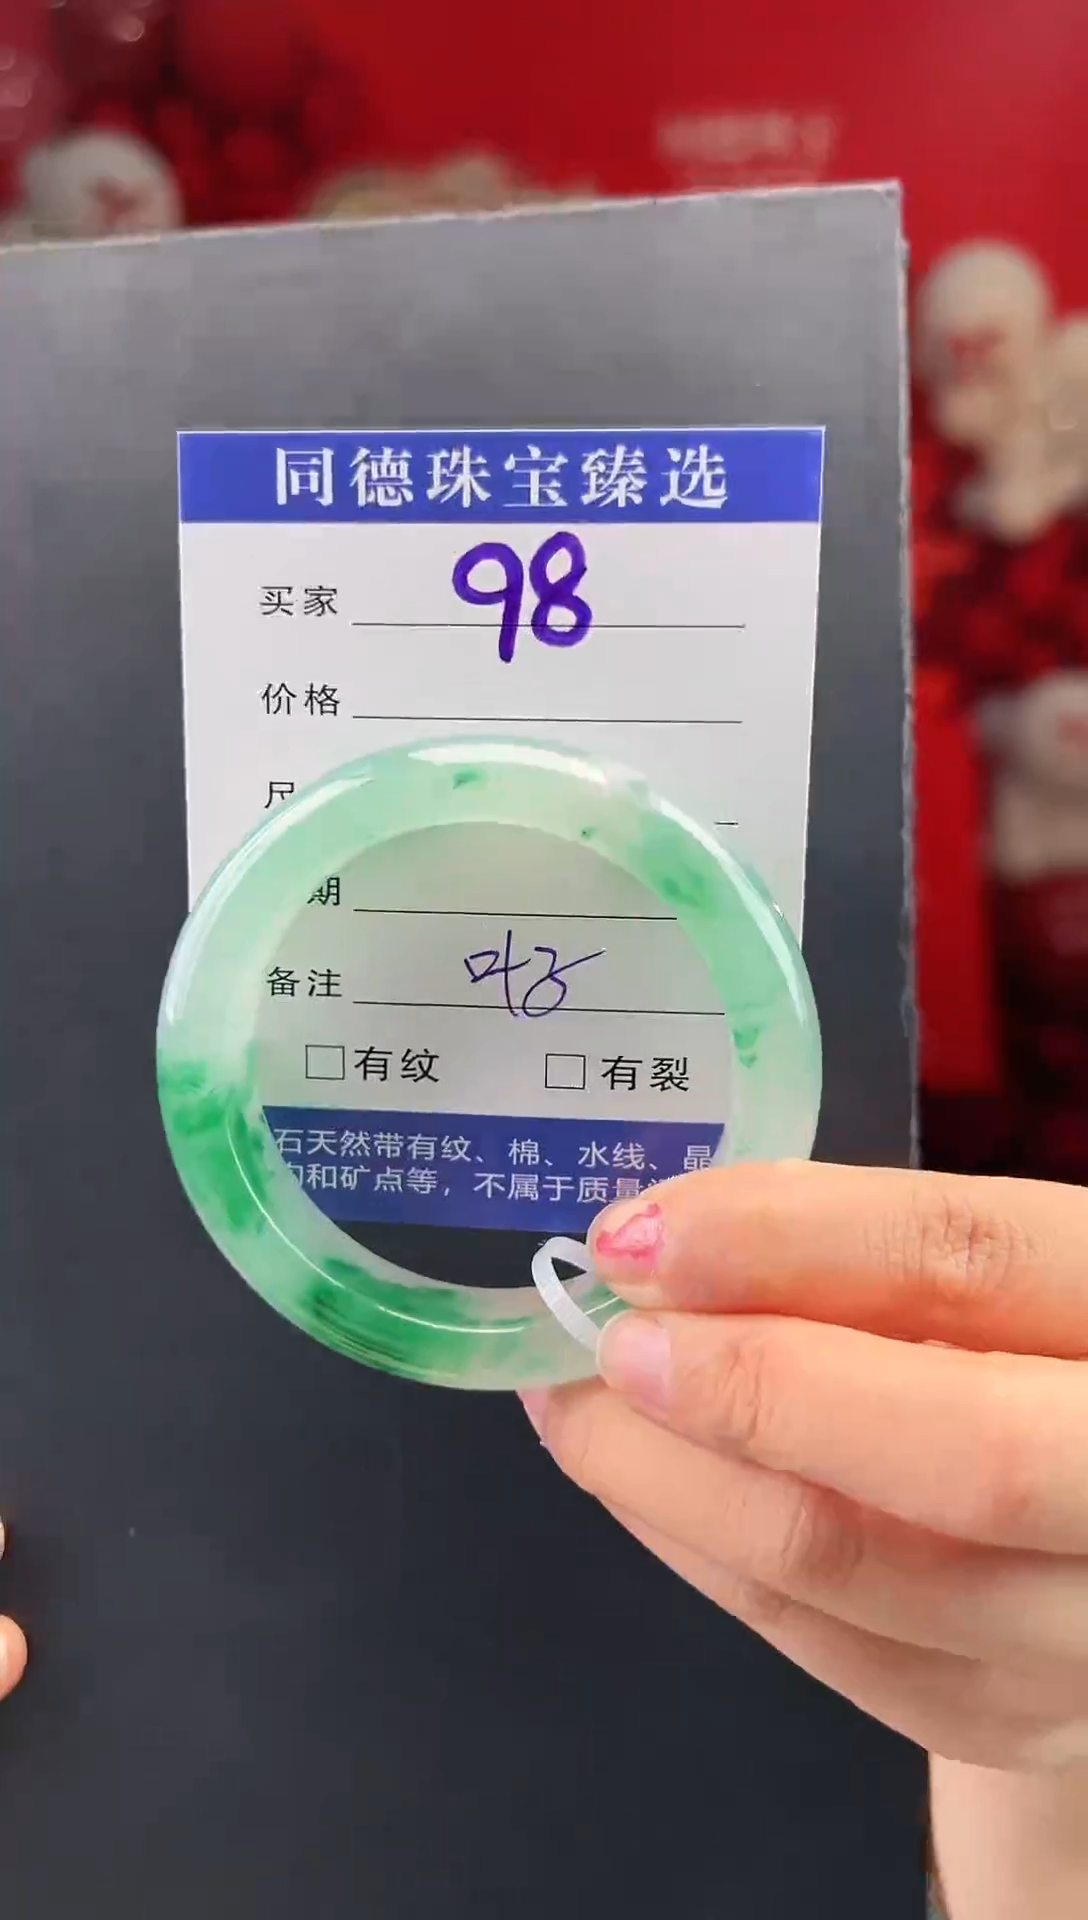 同德珠宝臻选
买家 98
价格
尺
期
备注 叶子
有纹 有裂
石天然带有纹、棉、水线、晶
和矿点等，不属于质量